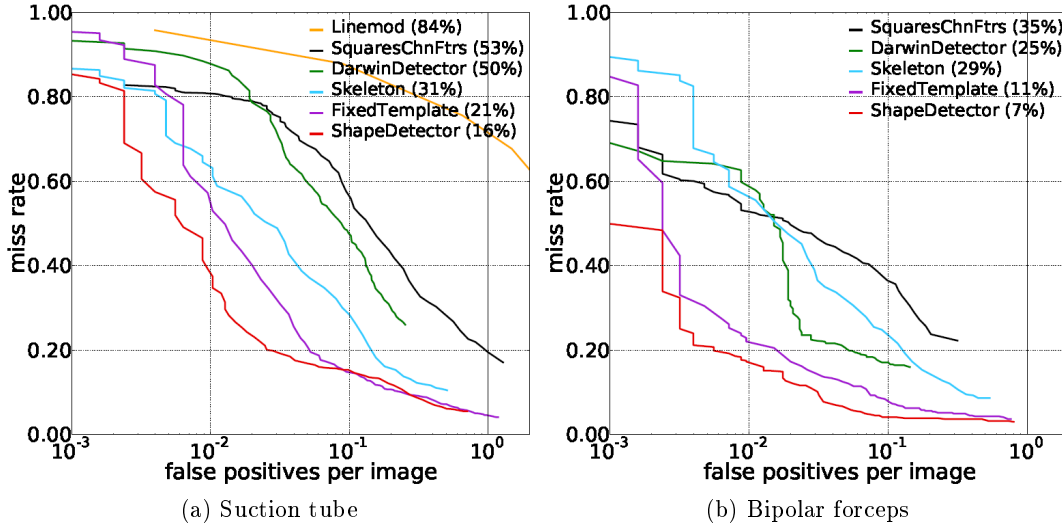 1.00
0.80
0.60
0.40
0.20
0.00
miss rate
10^-3
10^-2
10^-1
10^0
false positives per image
Linemod (84%)
SquaresChnFtrs (53%)
DarwinDetector (50%)
Skeleton (31%)
FixedTemplate (21%)
ShapeDetector (16%)
(a) Suction tube
1.00
0.80
0.60
0.40
0.20
0.00
miss rate
10^-3
10^-2
10^-1
10^0
false positives per image
SquaresChnFtrs (35%)
DarwinDetector (25%)
Skeleton (29%)
FixedTemplate (11%)
ShapeDetector (7%)
(b) Bipolar forceps